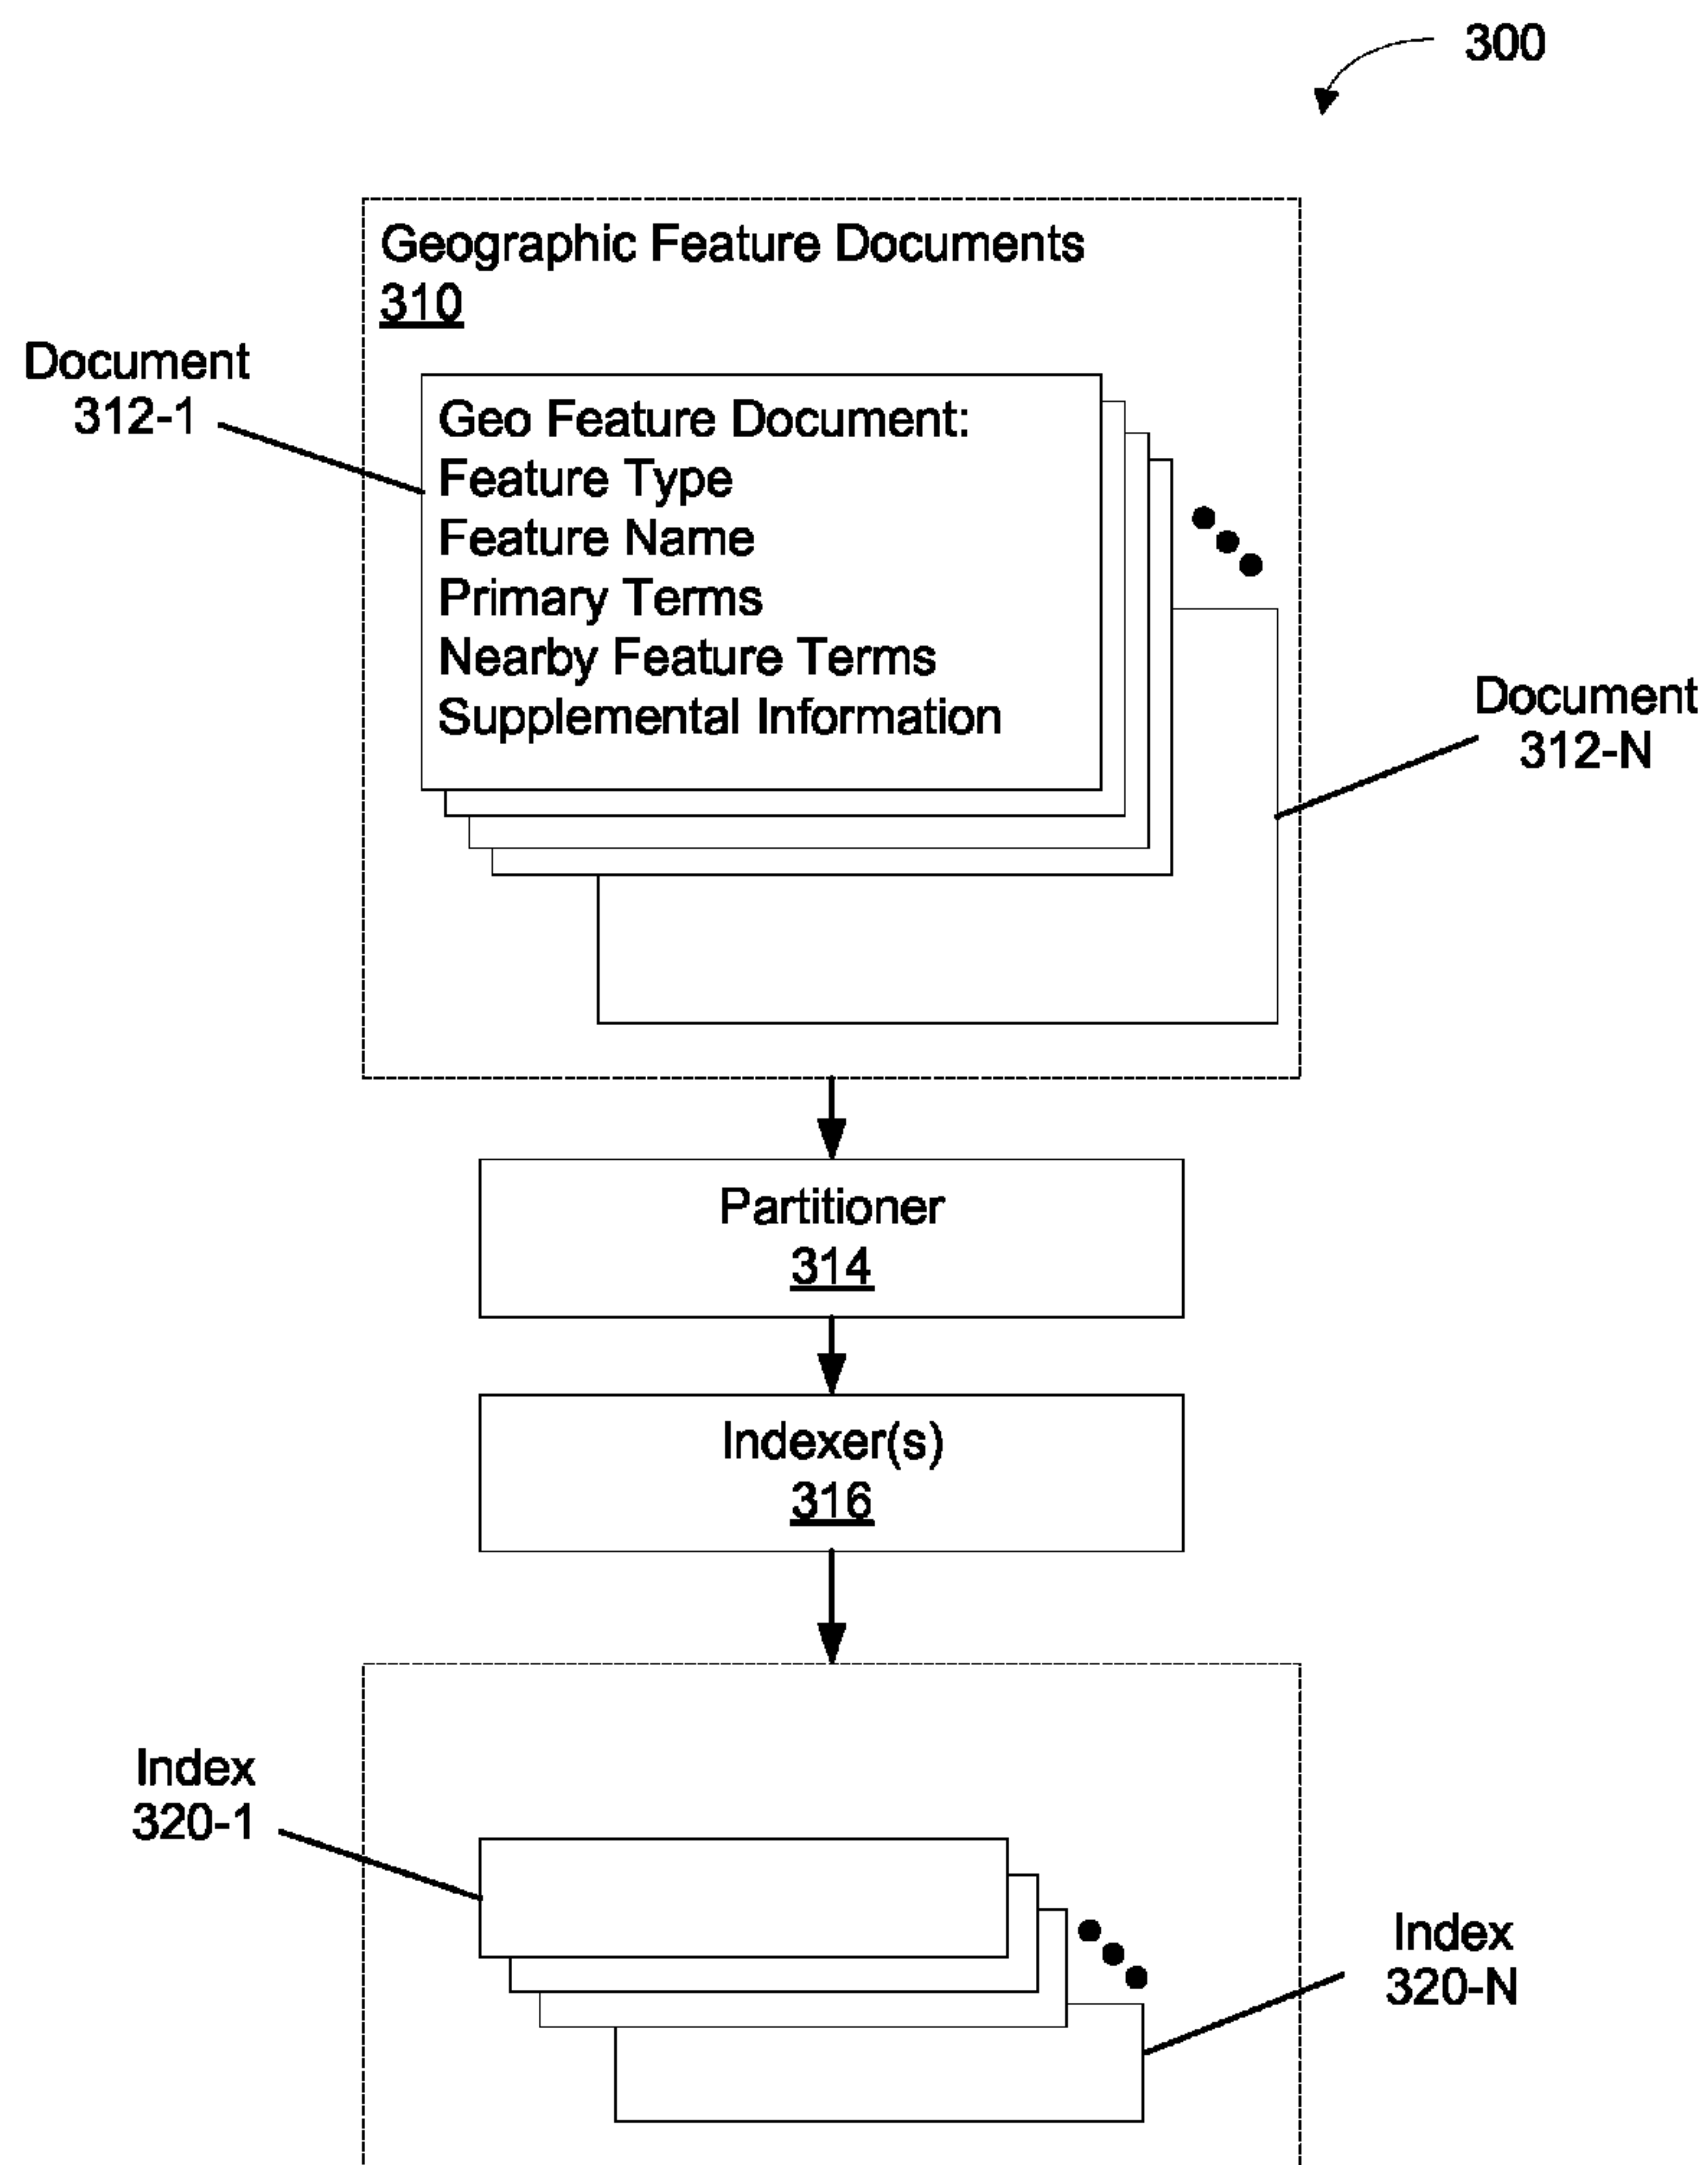 300
Geographic Feature Documents
310
Document
312-1
Geo Feature Document:
Feature Type
Feature Name
Primary Terms
Nearby Feature Terms
Supplemental Information
Document
312-N
Partitioner
314
Indexer(s)
316
Index
320-1
Index
320-N